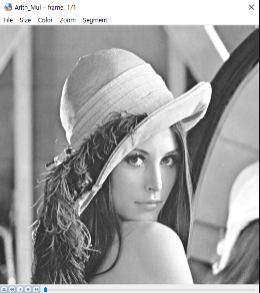 Arith_Mul - frame: 1/1
File Size Color Zoom Segment